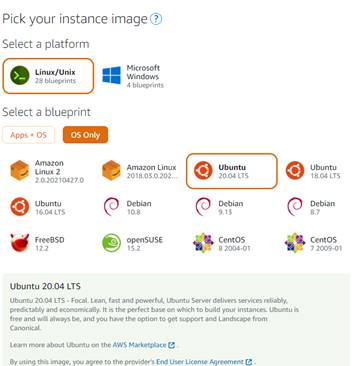 Pick your instance image ?
Select a platform
Linux/Unix
28 blueprints
Microsoft
Windows
4 blueprints
Select a blueprint
Apps + OS
OS Only
Amazon
Linux 2
2.0.20210427.0
Amazon Linux
2018.03.0.202...
Ubuntu
20.04 LTS
Ubuntu
18.04 LTS
Ubuntu
16.04 LTS
Debian
10.8
Debian
9.13
Debian
8.7
FreeBSD
12.2
openSUSE
15.2
CentOS
8 2004-01
CentOS
7 2009-01
Ubuntu 20.04 LTS
Ubuntu 20.04 LTS - Focal. Lean, fast and powerful, Ubuntu Server delivers services reliably,
predictably and economically. It is the perfect base on which to build your instances. Ubuntu is
free and will always be, and you have the option to get support and Landscape from
Canonical.
Learn more about Ubuntu on the AWS Marketplace .
By using this image, you agree to the provider's End User License Agreement .